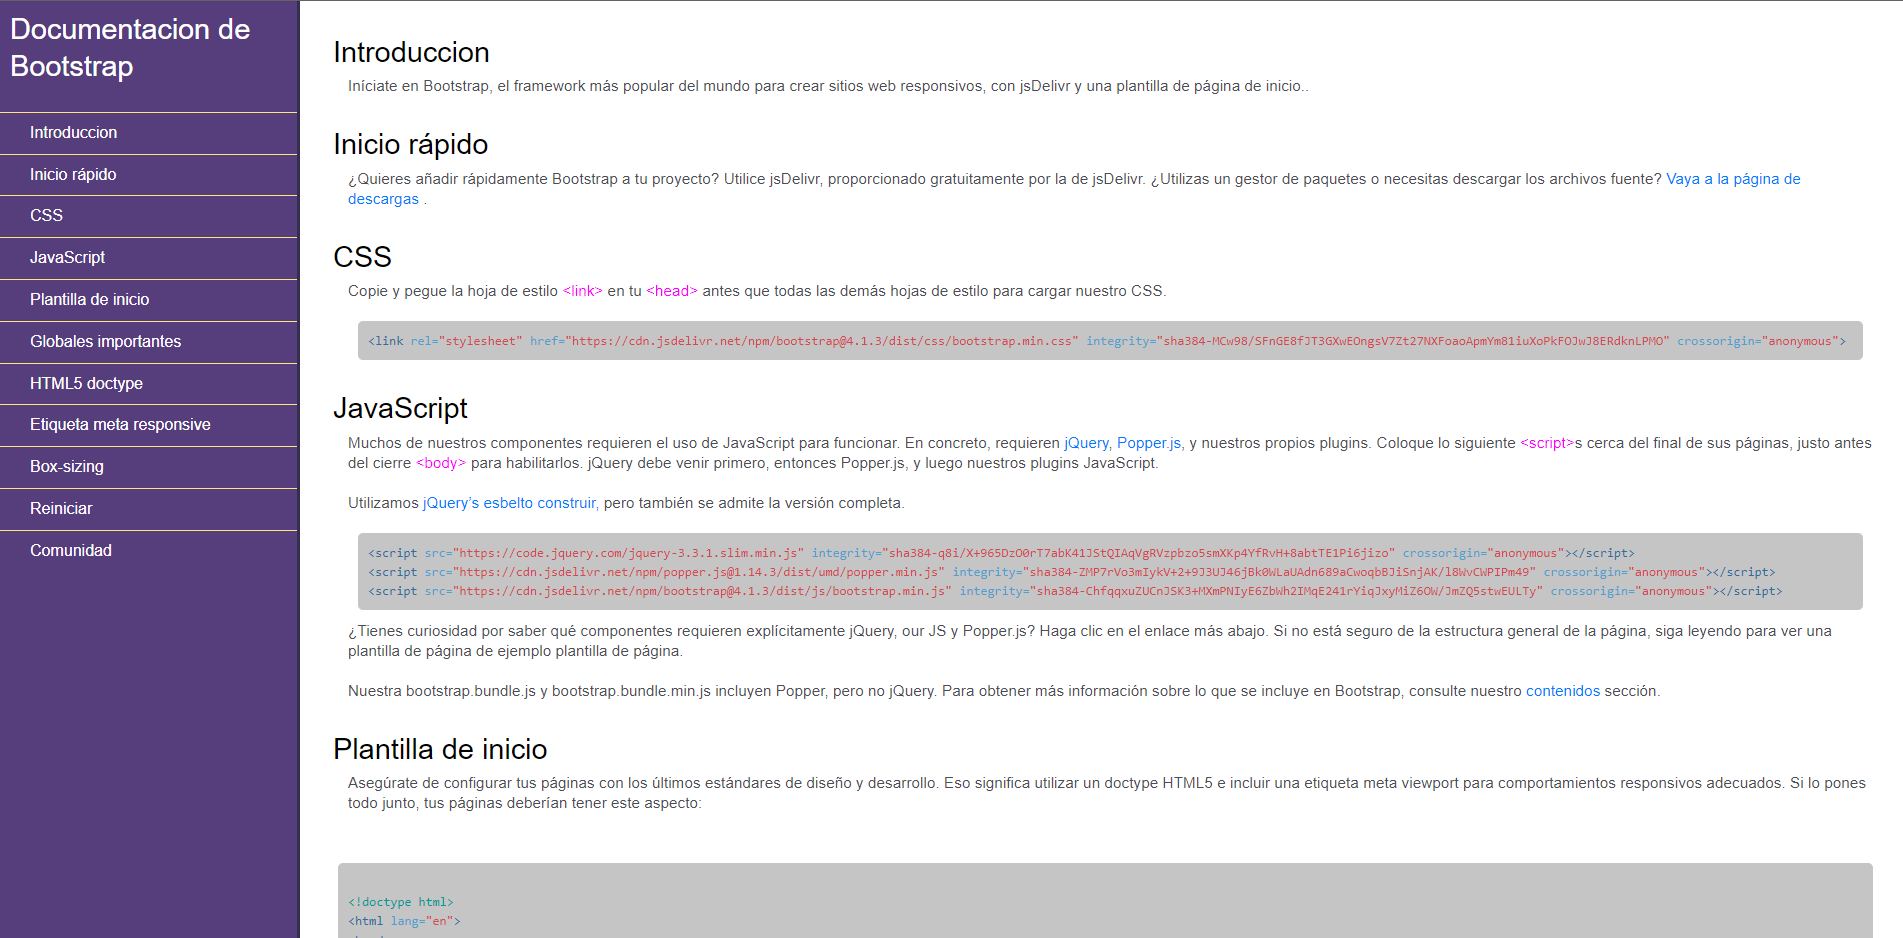 Documentacion de
Bootstrap
Introduccion
Inicio rápido
CSS
JavaScript
Plantilla de inicio
Globales importantes
HTML5 doctype
Etiqueta meta responsive
Box-sizing
Reiniciar
Comunidad
Introduccion
Iníciate en Bootstrap, el framework más popular del mundo para crear sitios web responsivos, con jsDelivr y una plantilla de página de inicio..
Inicio rápido
¿Quieres añadir rápidamente Bootstrap a tu proyecto? Utilice jsDelivr, proporcionado gratuitamente por la de jsDelivr. ¿Utilizas un gestor de paquetes o necesitas descargar los archivos fuente? Vaya a la página de
descargas .
CSS
Copie y pegue la hoja de estilo <link> en tu <head> antes que todas las demás hojas de estilo para cargar nuestro CSS.
<link rel="stylesheet" href="https://cdn.jsdelivr.net/npm/bootstrap@4.1.3/dist/css/bootstrap.min.css" integrity="sha384-MCw98/SFnGE8fJT3GXwEOngsV7Zt27NXFoaoApmYm81iuXoPkFOJwJ8ERdknLPMO" crossorigin="anonymous">
JavaScript
Muchos de nuestros componentes requieren el uso de JavaScript para funcionar. En concreto, requieren jQuery, Popper.js, y nuestros propios plugins. Coloque lo siguiente <script>s cerca del final de sus páginas, justo antes
del cierre <body> para habilitarlos. jQuery debe venir primero, entonces Popper.js, y luego nuestros plugins JavaScript.
Utilizamos jQuery's esbelto construir, pero también se admite la versión completa.
<script src="https://code.jquery.com/jquery-3.3.1.slim.min.js" integrity="sha384-q8i/X+965DzO0rT7abK41JStQIAqVgRVzpbzo5smXKp4YfRvH+8abtTE1Pi6jizo" crossorigin="anonymous"></script>
<script src="https://cdn.jsdelivr.net/npm/popper.js@1.14.3/dist/umd/popper.min.js" integrity="sha384-ZMP7rVo3mIykV+2+9J3UJ46jBk0WLaUAdn689aCwoqbBJiSnjAK/l8WvCWPIPm49" crossorigin="anonymous"></script>
<script src="https://cdn.jsdelivr.net/npm/bootstrap@4.1.3/dist/js/bootstrap.min.js" integrity="sha384-ChfqqxuZUCnJSK3+MXmPNIyE6ZbWh2IMqE241rYiqJxyMiZ6OW/JmZQ5stwEULTy" crossorigin="anonymous"></script>
¿Tienes curiosidad por saber qué componentes requieren explícitamente jQuery, our JS y Popper.js? Haga clic en el enlace más abajo. Si no está seguro de la estructura general de la página, siga leyendo para ver una
plantilla de página de ejemplo plantilla de página.
Nuestra bootstrap.bundle.js y bootstrap.bundle.min.js incluyen Popper, pero no jQuery. Para obtener más información sobre lo que se incluye en Bootstrap, consulte nuestro contenidos sección.
Plantilla de inicio
Asegúrate de configurar tus páginas con los últimos estándares de diseño y desarrollo. Eso significa utilizar un doctype HTML5 e incluir una etiqueta meta viewport para comportamientos responsivos adecuados. Si lo pones
todo junto, tus páginas deberían tener este aspecto:
<!doctype html>
<html lang="en">